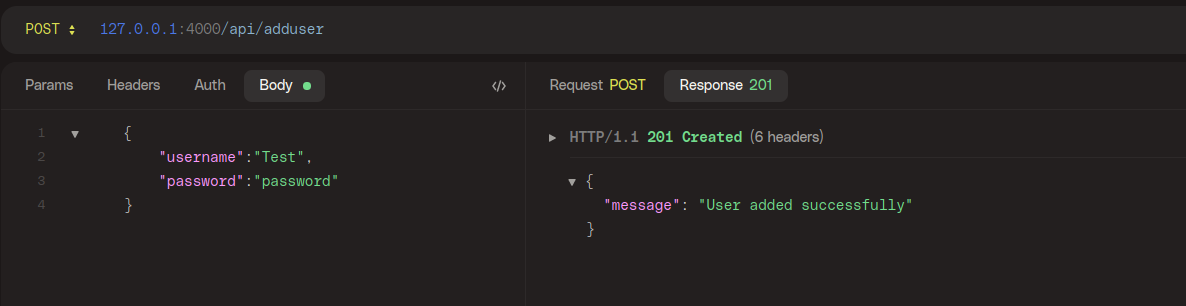 POST 127.0.0.1:4000/api/adduser
Params Headers Auth Body </>
1 {
2 "username":"Test",
3 "password":"password"
4 }
Request POST Response 201
HTTP/1.1 201 Created (6 headers)
{
"message": "User added successfully"
}